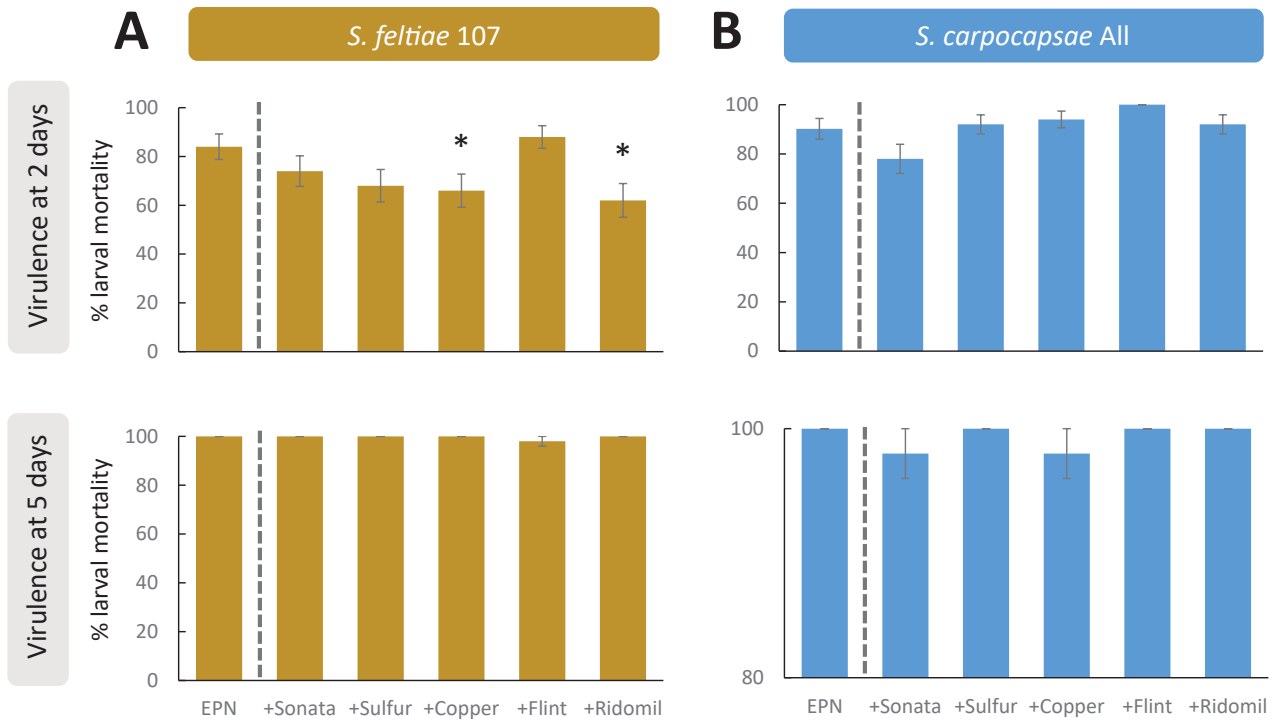 A
S. feltiae 107
B
S. carpocapsae All
Virulence at 2 days
% larval mortality
100
80
60
40
20
0
*
*
100
80
60
40
20
0
Virulence at 5 days
% larval mortality
100
80
60
40
20
0
EPN +Sonata +Sulfur +Copper +Flint +Ridomil
100
80
EPN +Sonata +Sulfur +Copper +Flint +Ridomil